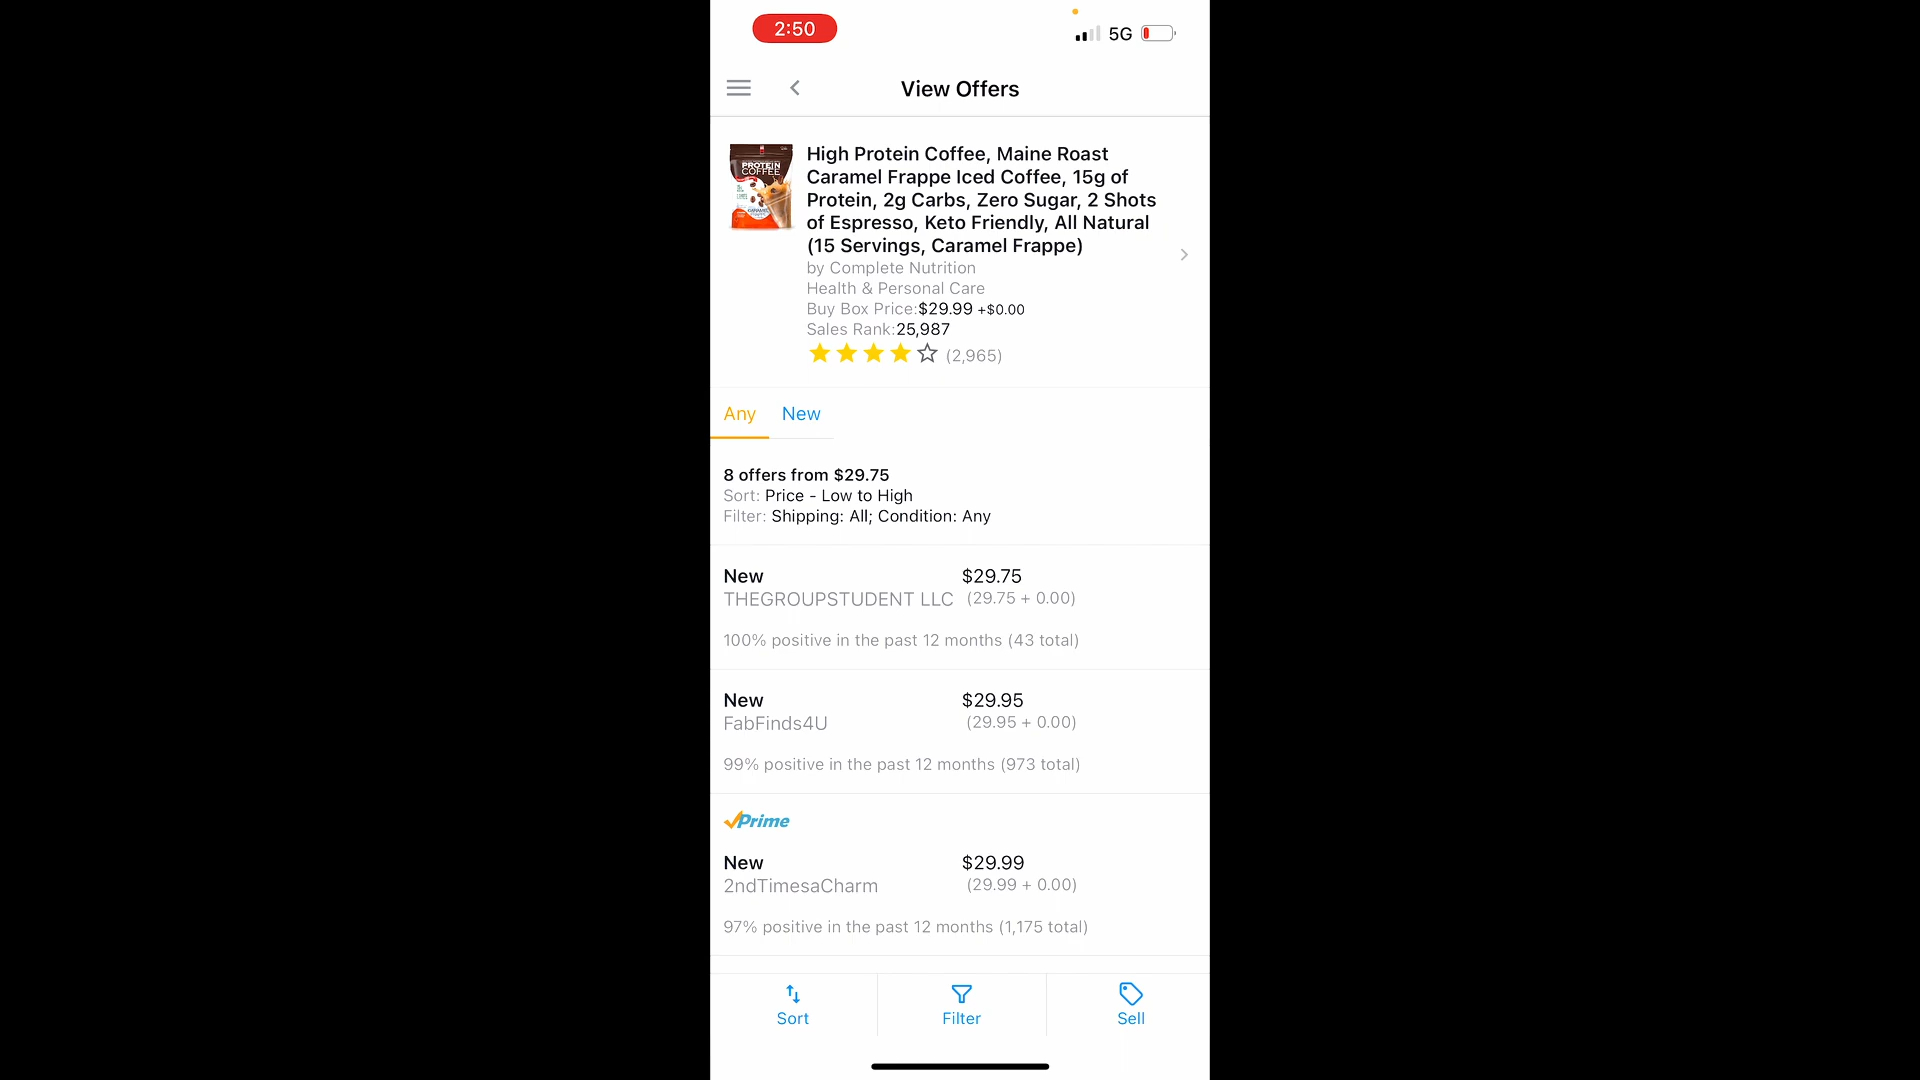 2:50
5G
View Offers
PROTEIN
COFFEE
High Protein Coffee, Maine Roast
Caramel Frappe Iced Coffee, 15g of
Protein, 2g Carbs, Zero Sugar, 2 Shots
of Espresso, Keto Friendly, All Natural
(15 Servings, Caramel Frappe)
by Complete Nutrition
Health & Personal Care
Buy Box Price:$29.99 +$0.00
Sales Rank:25,987
(2,965)
Any New
8 offers from $29.75
Sort: Price - Low to High
Filter: Shipping: All; Condition: Any
New $29.75
THEGROUPSTUDENT LLC (29.75 + 0.00)
100% positive in the past 12 months (43 total)
New $29.95
FabFinds4U (29.95 + 0.00)
99% positive in the past 12 months (973 total)
Prime
New $29.99
2ndTimesaCharm (29.99 + 0.00)
97% positive in the past 12 months (1,175 total)
Sort Filter Sell